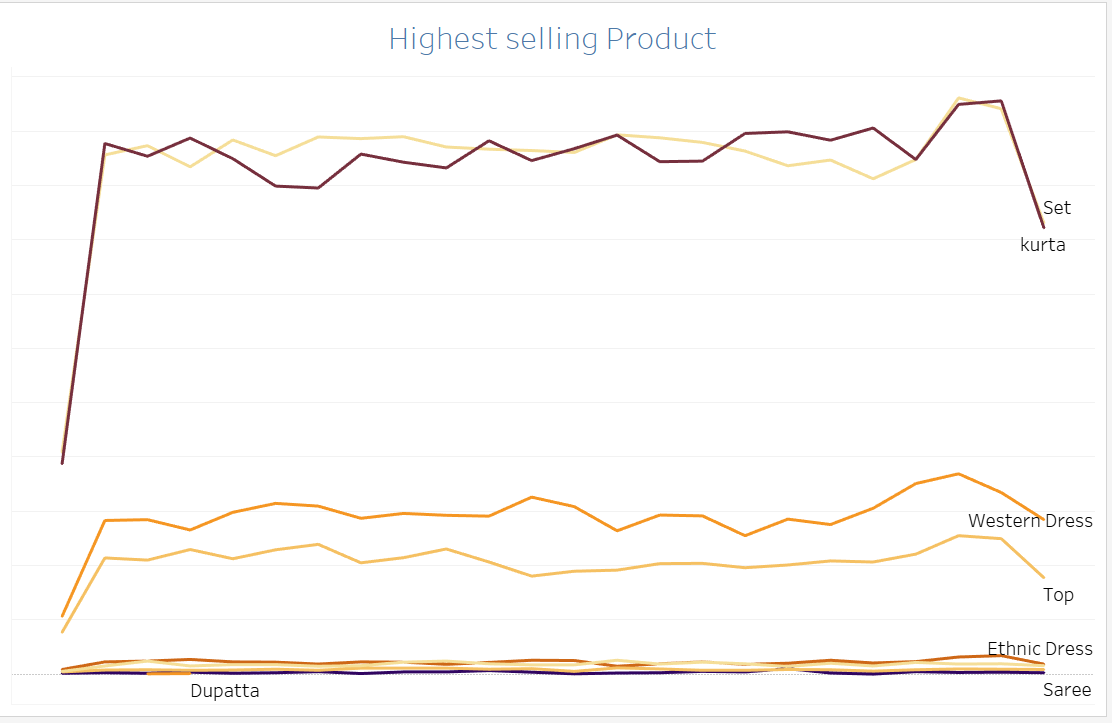 Highest selling Product
Set
kurta
Western Dress
Top
Ethnic Dress
Dupatta
Saree